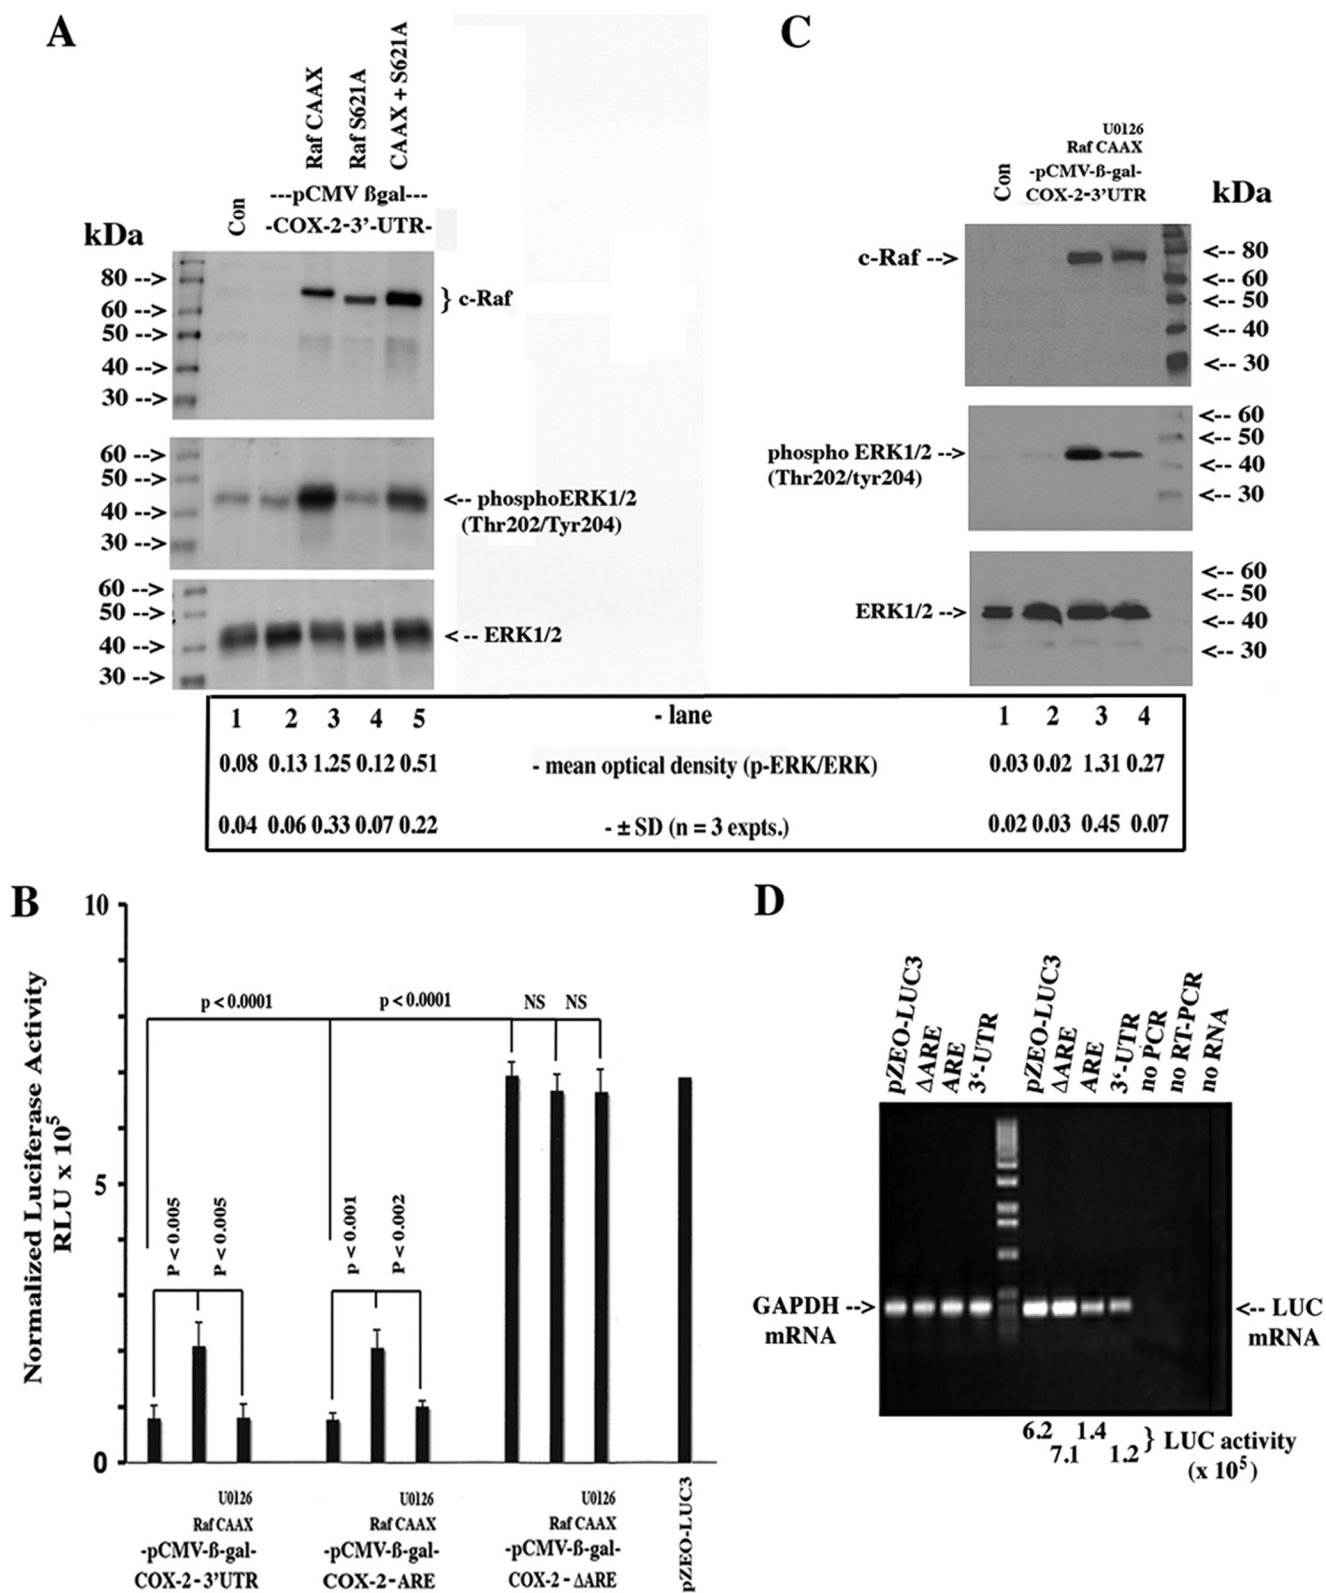 A
Raf CAAX
Raf S621A
CAAX + S621A
Con
---pCMV ßgal---
-COX-2-3'-UTR-
kDa
80 -->
60 -->
50 -->
40 -->
30 -->
} c-Raf
60 -->
50 -->
40 -->
30 -->
<-- phosphoERK1/2
(Thr202/Tyr204)
60 -->
50 -->
40 -->
30 -->
<-- ERK1/2
C
U0126
Raf CAAX
-pCMV-ß-gal-
COX-2-3'UTR
Con
kDa
c-Raf -->
<-- 80
<-- 60
<-- 50
<-- 40
<-- 30
phospho ERK1/2 -->
(Thr202/tyr204)
<-- 60
<-- 50
<-- 40
<-- 30
ERK1/2 -->
<-- 60
<-- 50
<-- 40
<-- 30
1 2 3 4 5 - lane 1 2 3 4
0.08 0.13 1.25 0.12 0.51 - mean optical density (p-ERK/ERK) 0.03 0.02 1.31 0.27
0.04 0.06 0.33 0.07 0.22 - ± SD (n = 3 expts.) 0.02 0.03 0.45 0.07
B
Normalized Luciferase Activity
RLU x 10⁵
10
5
0
p < 0.0001
p < 0.0001
NS
NS
P < 0.005
P < 0.005
P < 0.001
P < 0.002
U0126
Raf CAAX
-pCMV-ß-gal-
COX-2-3'UTR
U0126
Raf CAAX
-pCMV-ß-gal-
COX-2-ARE
U0126
Raf CAAX
-pCMV-ß-gal-
COX-2-ΔARE
pZEO-LUC3
D
pZEO-LUC3
ΔARE
ARE
3'-UTR
pZEO-LUC3
ΔARE
ARE
3'-UTR
no PCR
no RT-PCR
no RNA
GAPDH -->
mRNA
<-- LUC
mRNA
6.2 1.4
7.1 1.2
} LUC activity
(x 10⁵)